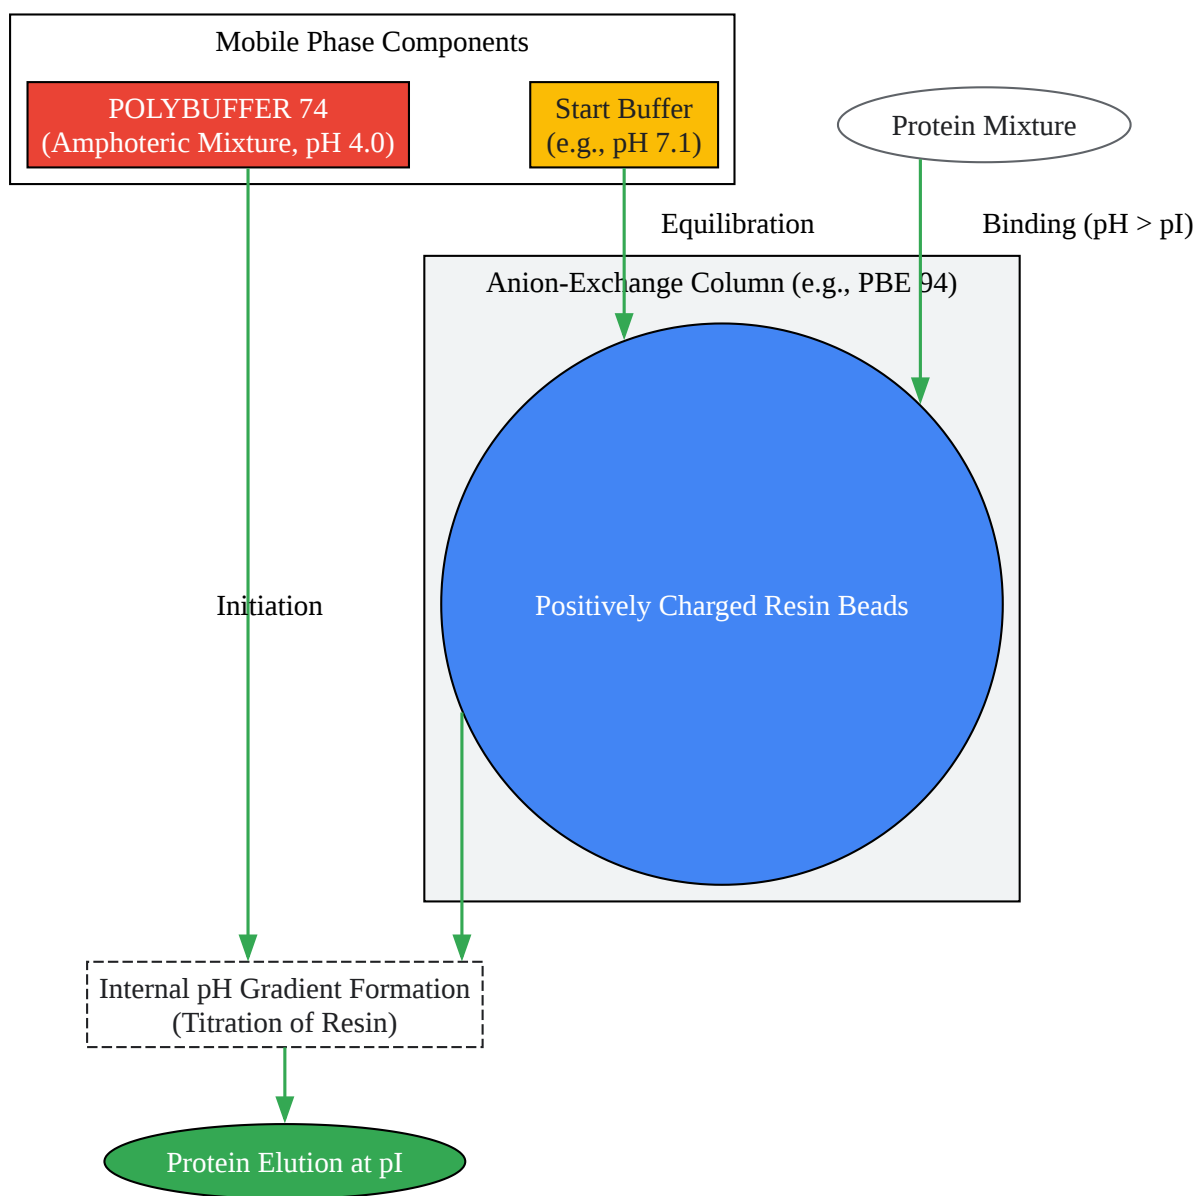 Mobile Phase Components
POLYBUFFER 74
(Amphoteric Mixture, pH 4.0)
Start Buffer
(e.g., pH 7.1)
Protein Mixture
Equilibration
Binding (pH > pI)
Anion-Exchange Column (e.g., PBE 94)
Positively Charged Resin Beads
Initiation
Internal pH Gradient Formation
(Titration of Resin)
Protein Elution at pI